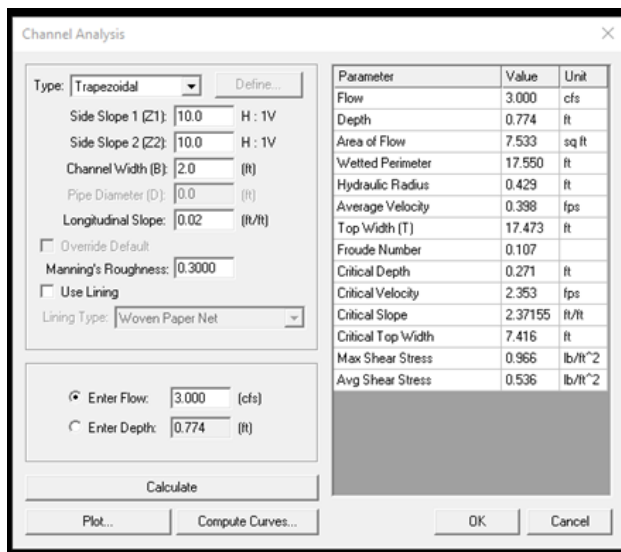 Channel Analysis
Type: Trapezoidal Define...
Side Slope 1 (Z1): 10.0 H : 1V
Side Slope 2 (Z2): 10.0 H : 1V
Channel Width (B): 2.0 (ft)
Pipe Diameter (D): 0.0 (ft)
Longitudinal Slope: 0.02 (ft/ft)
Override Default
Manning's Roughness: 0.3000
Use Lining
Lining Type: Woven Paper Net
Enter Flow: 3.000 (cfs)
Enter Depth: 0.774 (ft)
Calculate
Plot... Compute Curves...
Parameter Value Unit
Flow 3.000 cfs
Depth 0.774 ft
Area of Flow 7.533 sq ft
Wetted Perimeter 17.550 ft
Hydraulic Radius 0.429 ft
Average Velocity 0.398 fps
Top Width (T) 17.473 ft
Froude Number 0.107
Critical Depth 0.271 ft
Critical Velocity 2.353 fps
Critical Slope 2.37155 ft/ft
Critical Top Width 7.416 ft
Max Shear Stress 0.966 lb/ft^2
Avg Shear Stress 0.536 lb/ft^2
OK Cancel